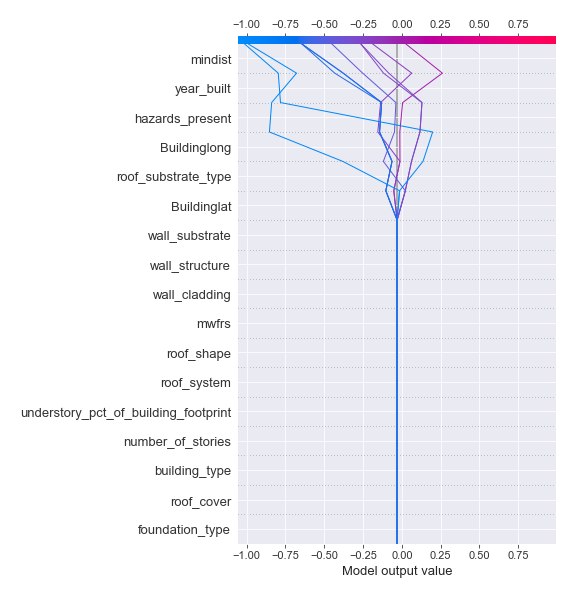 −1.00 −0.75 −0.50 −0.25 0.00 0.25 0.50 0.75
mindist
year_built
hazards_present
Buildinglong
roof_substrate_type
Buildinglat
wall_substrate
wall_structure
wall_cladding
mwfrs
roof_shape
roof_system
understory_pct_of_building_footprint
number_of_stories
building_type
roof_cover
foundation_type
−1.00 −0.75 −0.50 −0.25 0.00 0.25 0.50 0.75
Model output value